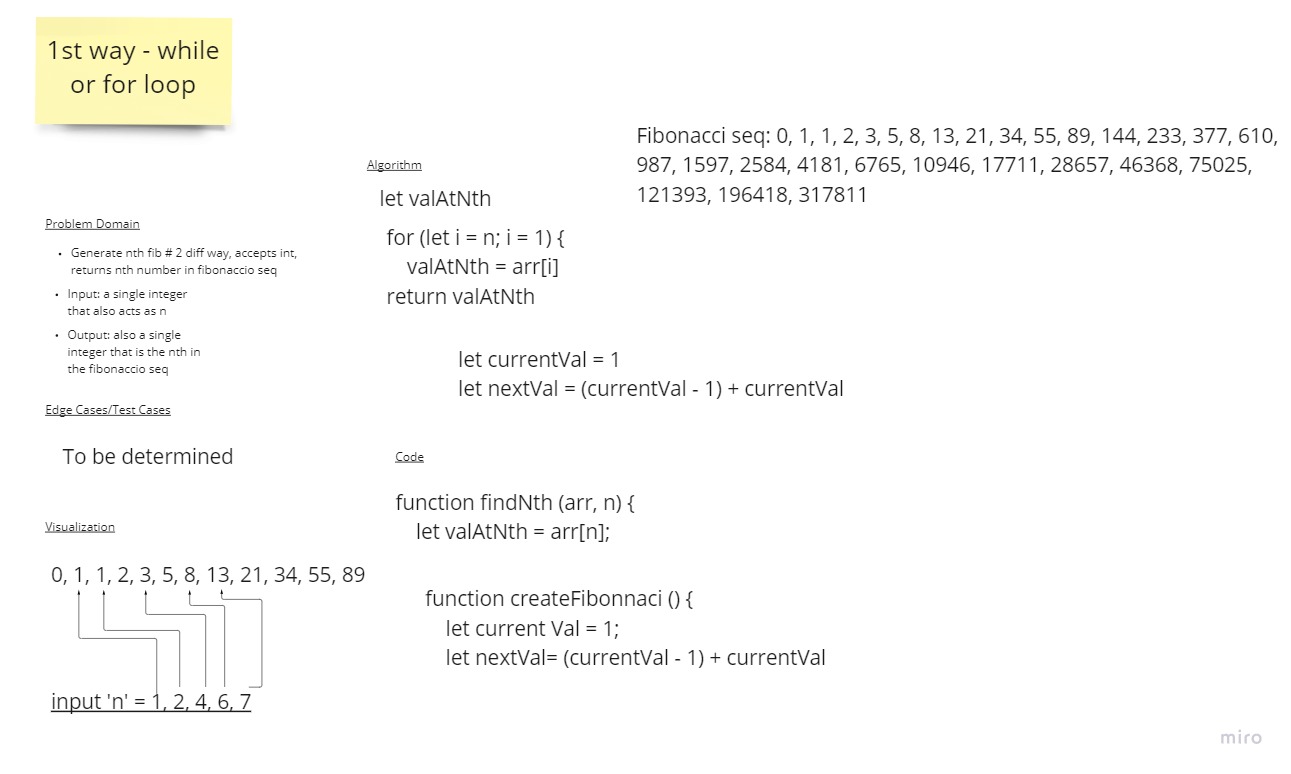 1st way - while
or for loop
Fibonacci seq: 0, 1, 1, 2, 3, 5, 8, 13, 21, 34, 55, 89, 144, 233, 377, 610,
987, 1597, 2584, 4181, 6765, 10946, 17711, 28657, 46368, 75025,
121393, 196418, 317811
Problem Domain
• Generate nth fib # 2 diff way, accepts int,
returns nth number in fibonaccio seq
• Input: a single integer
that also acts as n
• Output: also a single
integer that is the nth in
the fibonaccio seq
Edge Cases/Test Cases
To be determined
Visualization
0, 1, 1, 2, 3, 5, 8, 13, 21, 34, 55, 89
input 'n' = 1, 2, 4, 6, 7
Algorithm
let valAtNth
for (let i = n; i = 1) {
valAtNth = arr[i]
return valAtNth
let currentVal = 1
let nextVal = (currentVal - 1) + currentVal
Code
function findNth (arr, n) {
let valAtNth = arr[n];
function createFibonnaci () {
let current Val = 1;
let nextVal= (currentVal - 1) + currentVal
miro